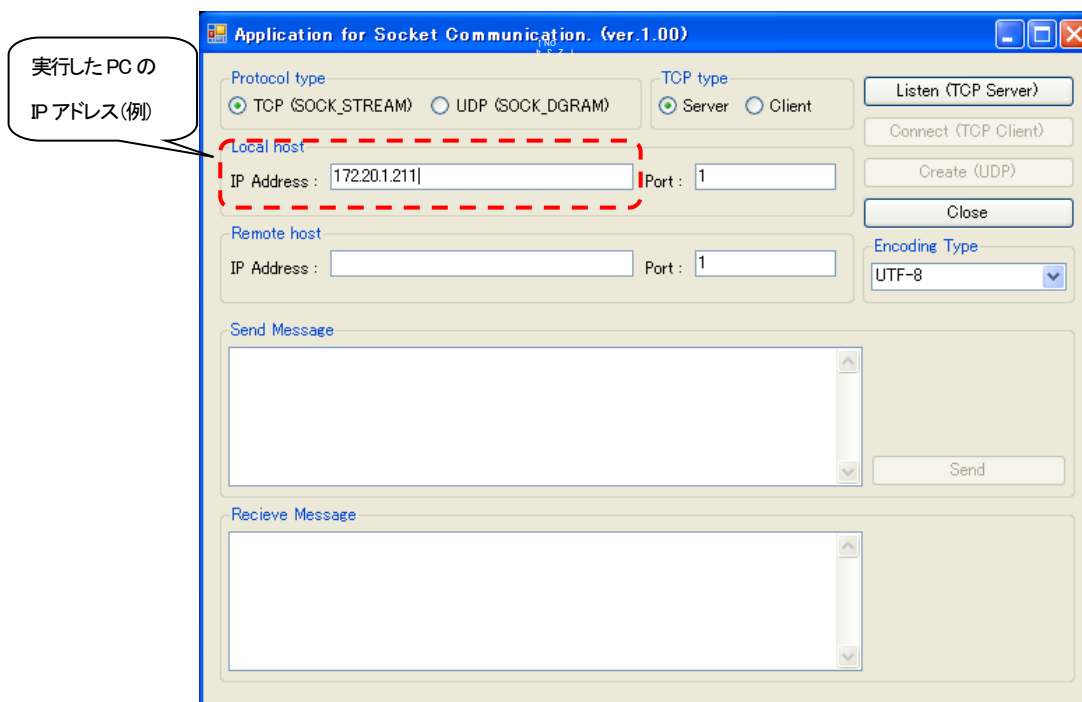 実行したPCの
IPアドレス(例)
Application for Socket Communication. (ver.1.00)
Protocol type
TCP (SOCK_STREAM) UDP (SOCK_DGRAM)
TCP type
Server Client
Listen (TCP Server)
Connect (TCP Client)
Create (UDP)
Close
Local host
IP Address : 172.20.1.211 Port : 1
Remote host
IP Address : Port : 1
Encoding Type
UTF-8
Send Message
Send
Recieve Message